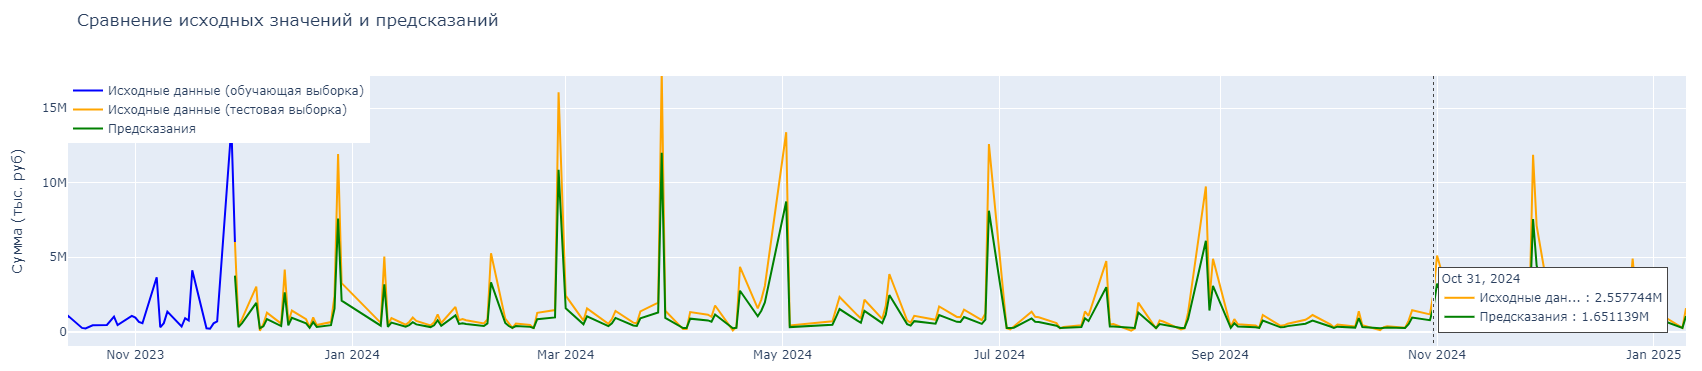 Сравнение исходных значений и предсказаний
Исходные данные (обучающая выборка)
Исходные данные (тестовая выборка)
Предсказания
Сумма (тыс. руб)
15M
10M
5M
0
Oct 31, 2024
Исходные дан... : 2.557744M
Предсказания : 1.651139M
Nov 2023
Jan 2024
Mar 2024
May 2024
Jul 2024
Sep 2024
Nov 2024
Jan 2025